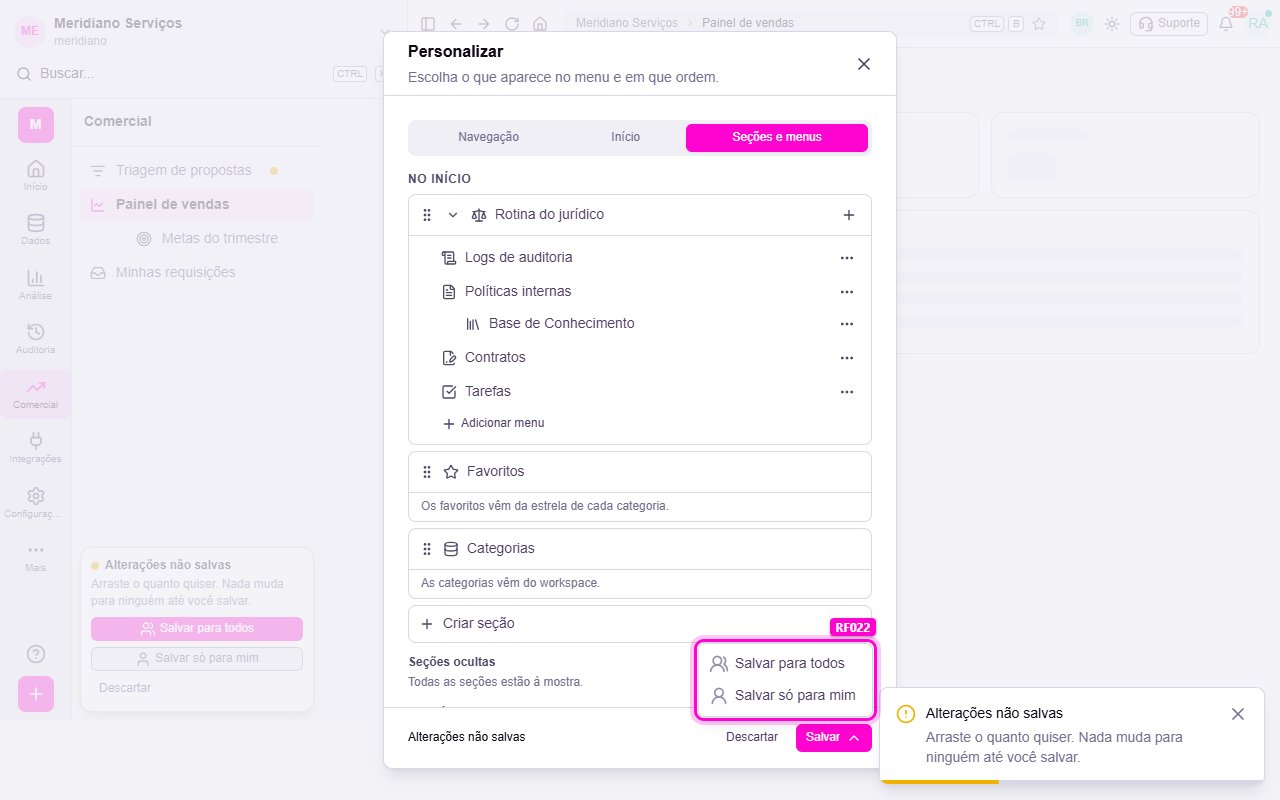 ME
Meridiano Serviços
meridiano
Buscar...
CTRL
Meridiano Serviços
Painel de vendas
CTRL
B
BR
Suporte
99+
RA
M
Início
Dados
Análise
Auditoria
Comercial
Integrações
Configuraç...
Mais
Comercial
Triagem de propostas
Painel de vendas
Metas do trimestre
Minhas requisições
Alterações não salvas
Arraste o quanto quiser. Nada muda
para ninguém até você salvar.
Salvar para todos
Salvar só para mim
Descartar
Personalizar
Escolha o que aparece no menu e em que ordem.
Navegação
Início
Seções e menus
NO INÍCIO
Rotina do jurídico
Logs de auditoria
Políticas internas
Base de Conhecimento
Contratos
Tarefas
Adicionar menu
Favoritos
Os favoritos vêm da estrela de cada categoria.
Categorias
As categorias vêm do workspace.
Criar seção
RF022
Seções ocultas
Todas as seções estão à mostra.
Salvar para todos
Salvar só para mim
Alterações não salvas
Descartar
Salvar
Alterações não salvas
Arraste o quanto quiser. Nada muda para
ninguém até você salvar.